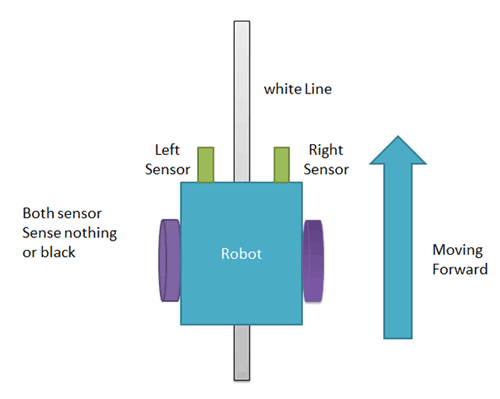 white Line
Left
Sensor
Right
Sensor
Both sensor
Sense nothing
or black
Robot
Moving
Forward